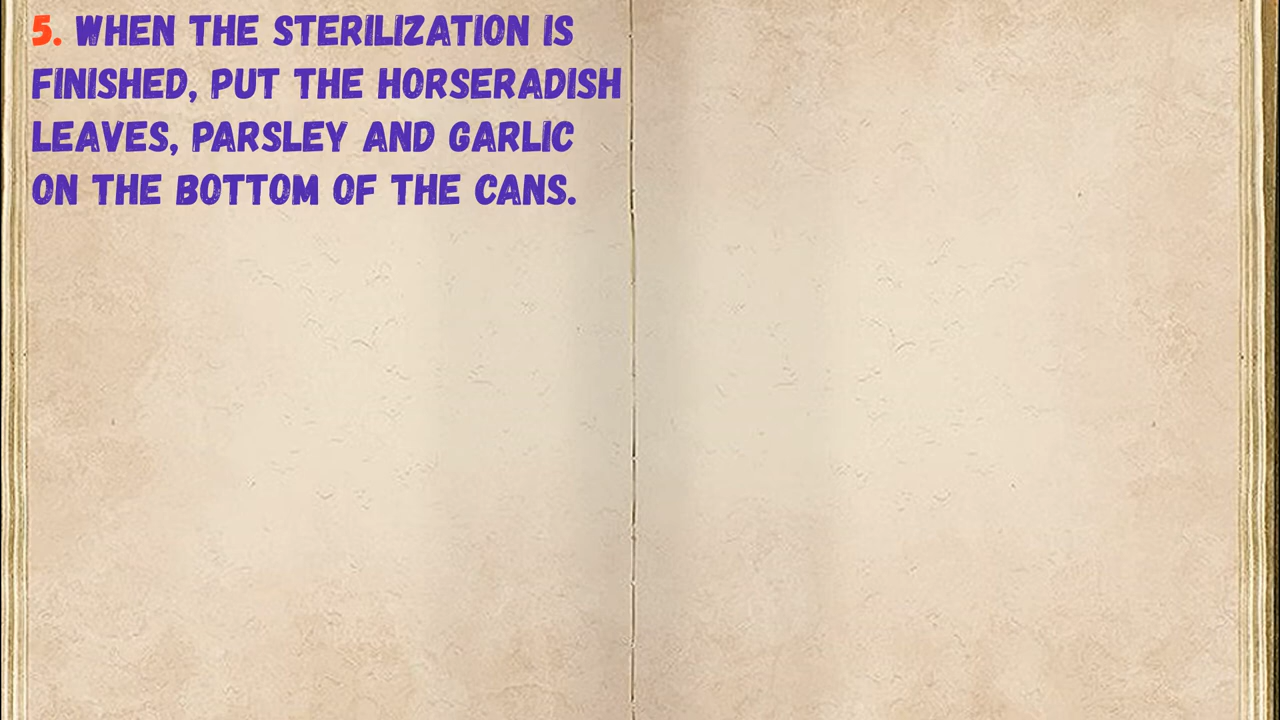 5. WHEN THE STERILIZATION IS
FINISHED, PUT THE HORSERADISH
LEAVES, PARSLEY AND GARLIC
ON THE BOTTOM OF THE CANS.